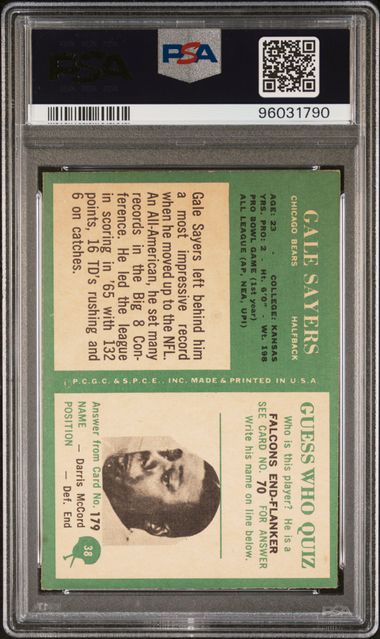 PSA
PSA
96031790
GALE SAYERS
CHICAGO BEARS HALFBACK
AGE: 23 • COLLEGE: KANSAS
YRS. PRO: 2 • Ht. 6'0" • Wt. 198
PRO BOWL GAME (1st year)
ALL LEAGUE (AP, NEA, UPI)
Gale Sayers left behind him
a most impressive record
when he moved up to the NFL.
An All-American, he set many
records in the Big 8 Con-
ference. He led the league
in scoring in '65 with 132
points, 16 TD's rushing and
6 on catches.
P.C.G.C. & S.P.C.E., INC. MADE & PRINTED IN U.S.A.
GUESS WHO QUIZ
Who is this player? He is a
FALCONS END-FLANKER
SEE CARD NO. 70 FOR ANSWER
Write his name on line below.
Answer from Card No. 179
NAME — Darris McCord
POSITION — Def. End
38